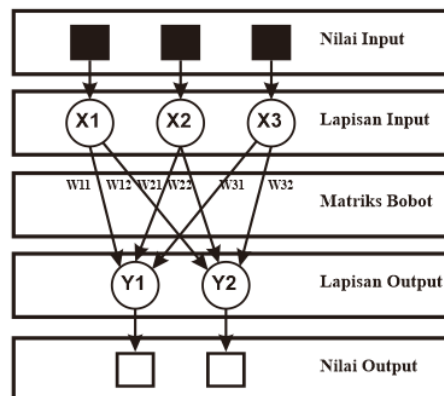 Nilai Input
X1 X2 X3 Lapisan Input
W11 W12 W21 W22 W31 W32 Matriks Bobot
Y1 Y2 Lapisan Output
Nilai Output